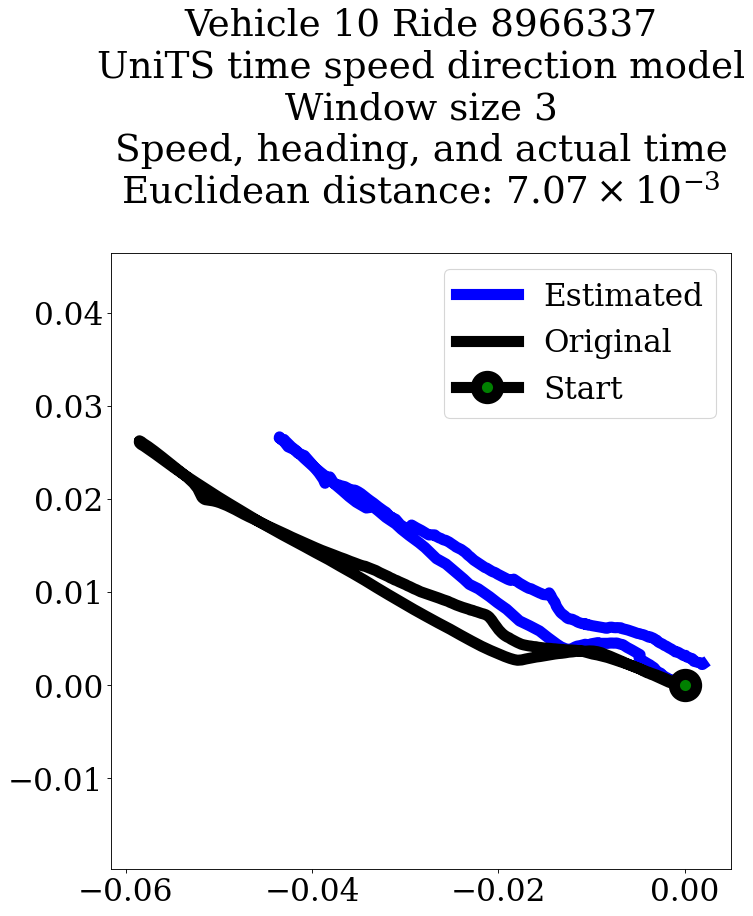 Vehicle 10 Ride 8966337
UniTS time speed direction model
Window size 3
Speed, heading, and actual time
Euclidean distance: 7.07 × 10⁻³
Estimated
Original
Start
0.04
0.03
0.02
0.01
0.00
−0.01
−0.06 −0.04 −0.02 0.00